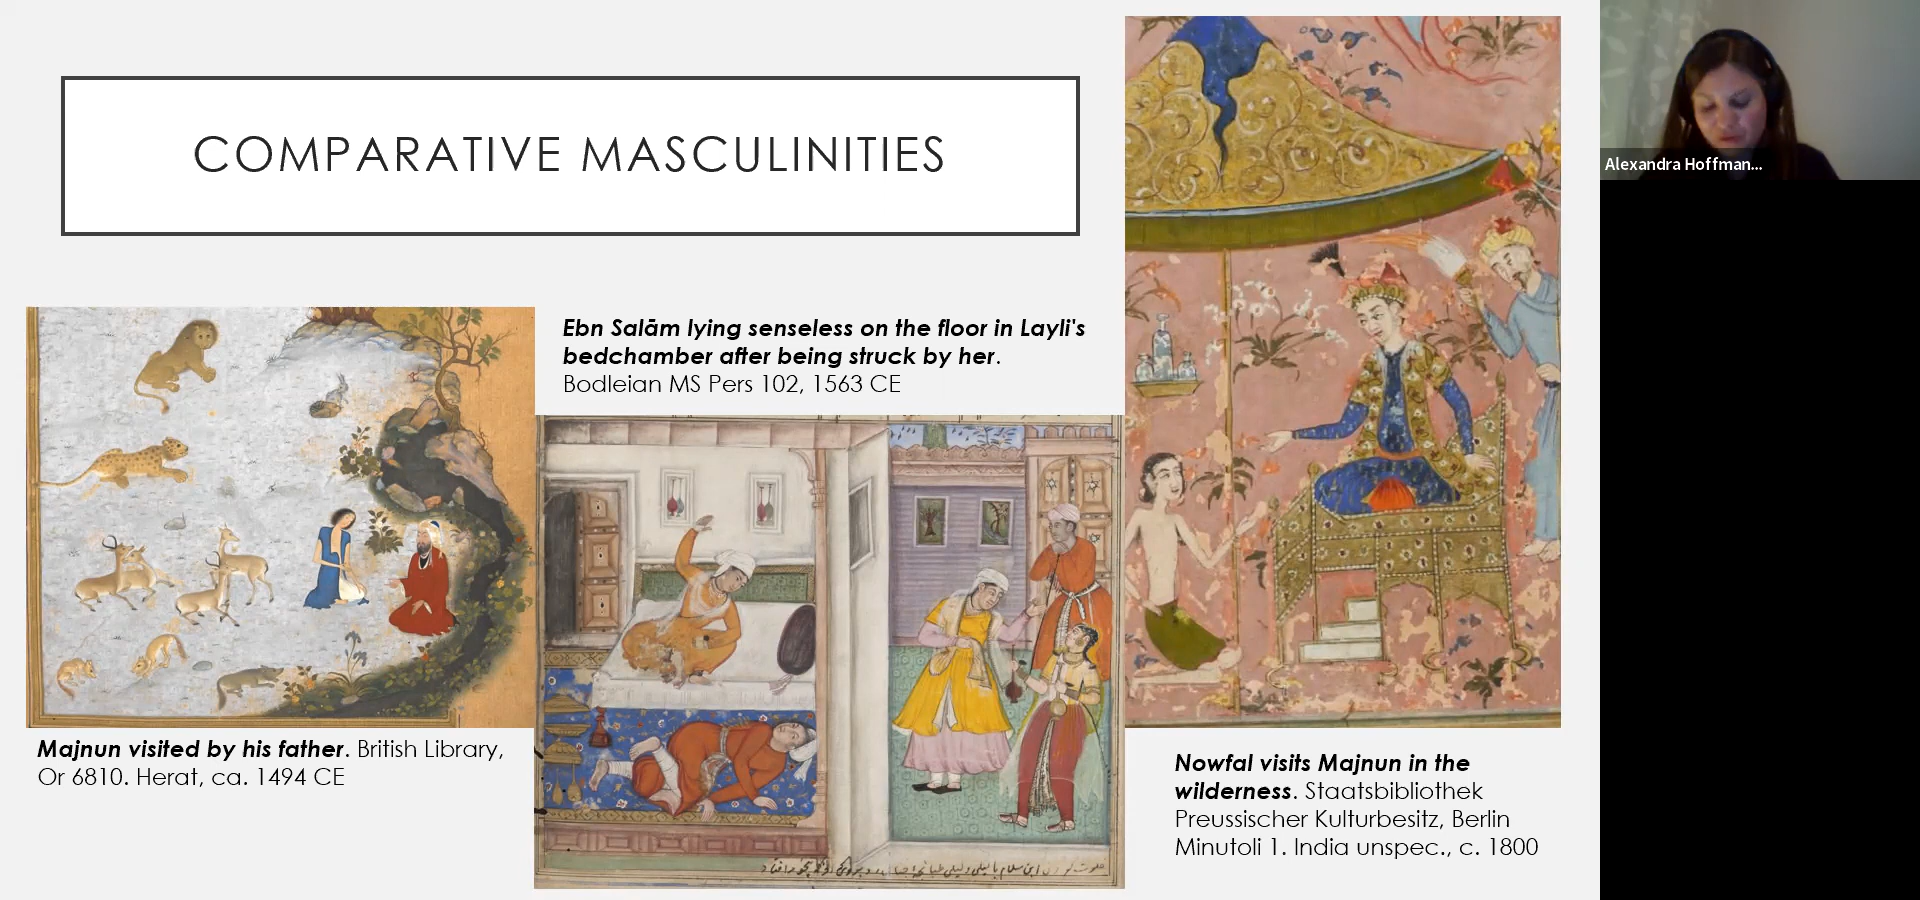 COMPARATIVE MASCULINITIES
Ebn Salām lying senseless on the floor in Layli's
bedchamber after being struck by her.
Bodleian MS Pers 102, 1563 CE
Majnun visited by his father. British Library,
Or 6810. Herat, ca. 1494 CE
Nowfal visits Majnun in the
wilderness. Staatsbibliothek
Preussischer Kulturbesitz, Berlin
Minutoli 1. India unspec., c. 1800
Alexandra Hoffman...